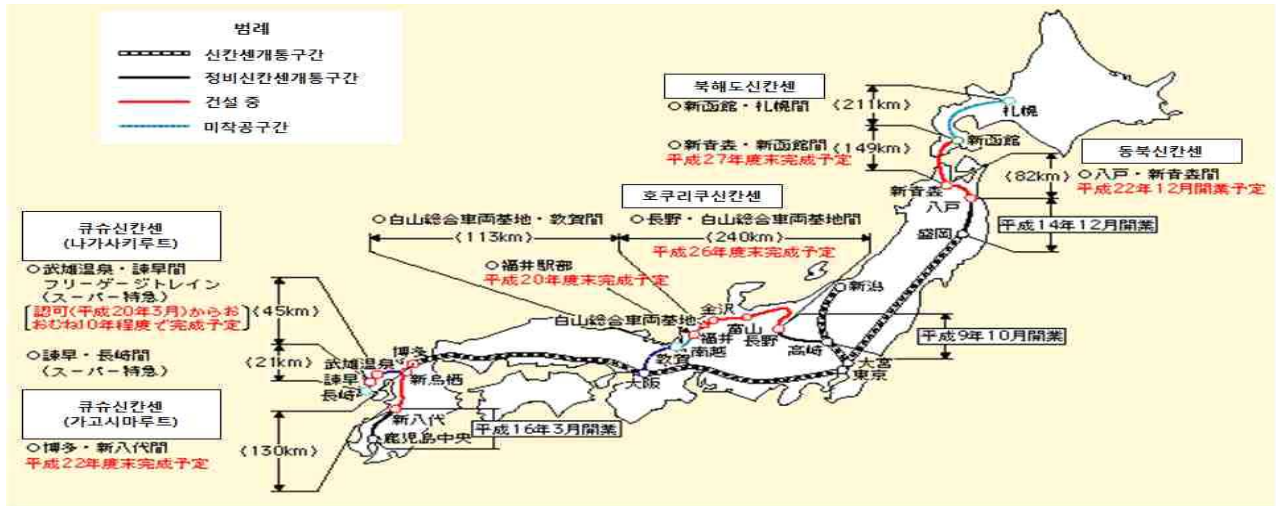 범례
신칸센개통구간
정비신칸센개통구간
건설 중
미착공구간
북해도신칸센
○新函館・札幌間
(211km)
○新青森・新函館間
(149km)
平成27年度末完成予定
札幌
新函館
동북신칸센
(82km)
○八戸・新青森間
平成22年12月開業予定
新青森
八戸
平成14年12月開業
盛岡
호쿠리쿠신칸센
○白山総合車両基地・敦賀間
○長野・白山総合車両基地間
(113km)
(240km)
平成26年度末完成予定
○福井駅部
平成20年度末完成予定
新潟
金沢
白山総合車両基地
富山
福井
長野
高崎
平成9年10月開業
敦賀
南越
大宮
東京
大阪
큐슈신칸센
(나가사키루트)
○武雄温泉・諫早間
フリーゲージトレイン
(スーパー特急)
(45km)
認可(平成20年3月)からお
おむね10年程度で完成予定
○諫早・長崎間
(21km)
(スーパー特急)
博多
武雄温泉
新鳥栖
諫早
長崎
큐슈신칸센
(가고시마루트)
○博多・新八代間
平成22年度末完成予定
(130km)
新八代
平成16年3月開業
鹿児島中央